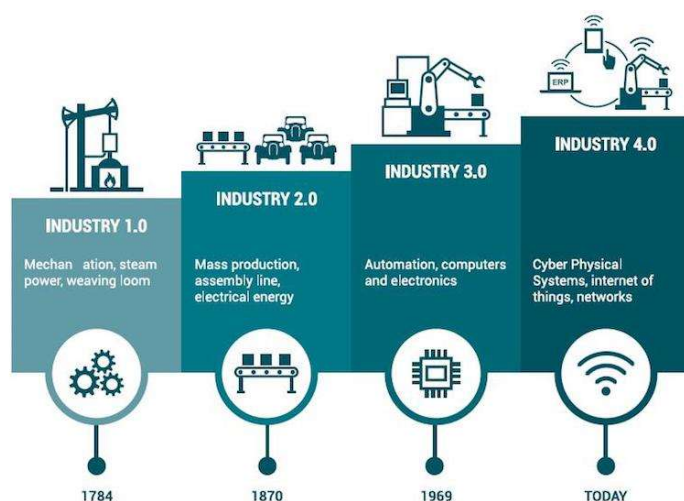 ERP
INDUSTRY 1.0
Mechan ation, steam
power, weaving loom
INDUSTRY 2.0
Mass production,
assembly line,
electrical energy
INDUSTRY 3.0
Automation, computers
and electronics
INDUSTRY 4.0
Cyber Physical
Systems, internet of
things, networks
1784
1870
1969
TODAY